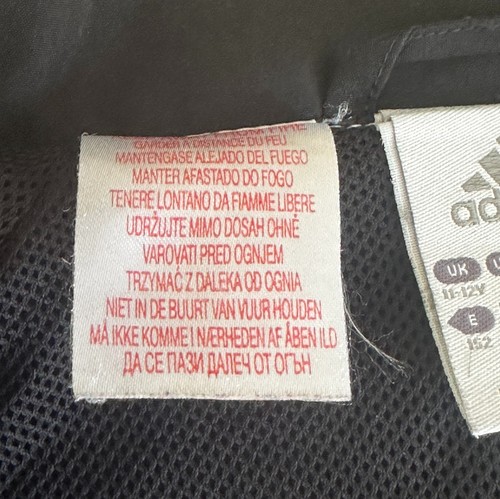 GARDER A DISTANCE DU FEU
MANTENGASE ALEJADO DEL FUEGO
MANTER AFASTADO DO FOGO
TENERE LONTANO DA FIAMME LIBERE
UDRŽUJTE MIMO DOSAH OHNĚ
VAROVATI PRED OGNJEM
TRZYMAĆ Z DALEKA OD OGNIA
NIET IN DE BUURT VAN VUUR HOUDEN
MÅ IKKE KOMME I NÆRHEDEN AF ÅBEN ILD
ДА СЕ ПАЗИ ДАЛЕЧ ОТ ОГЪН
UK
11-12Y
E
152